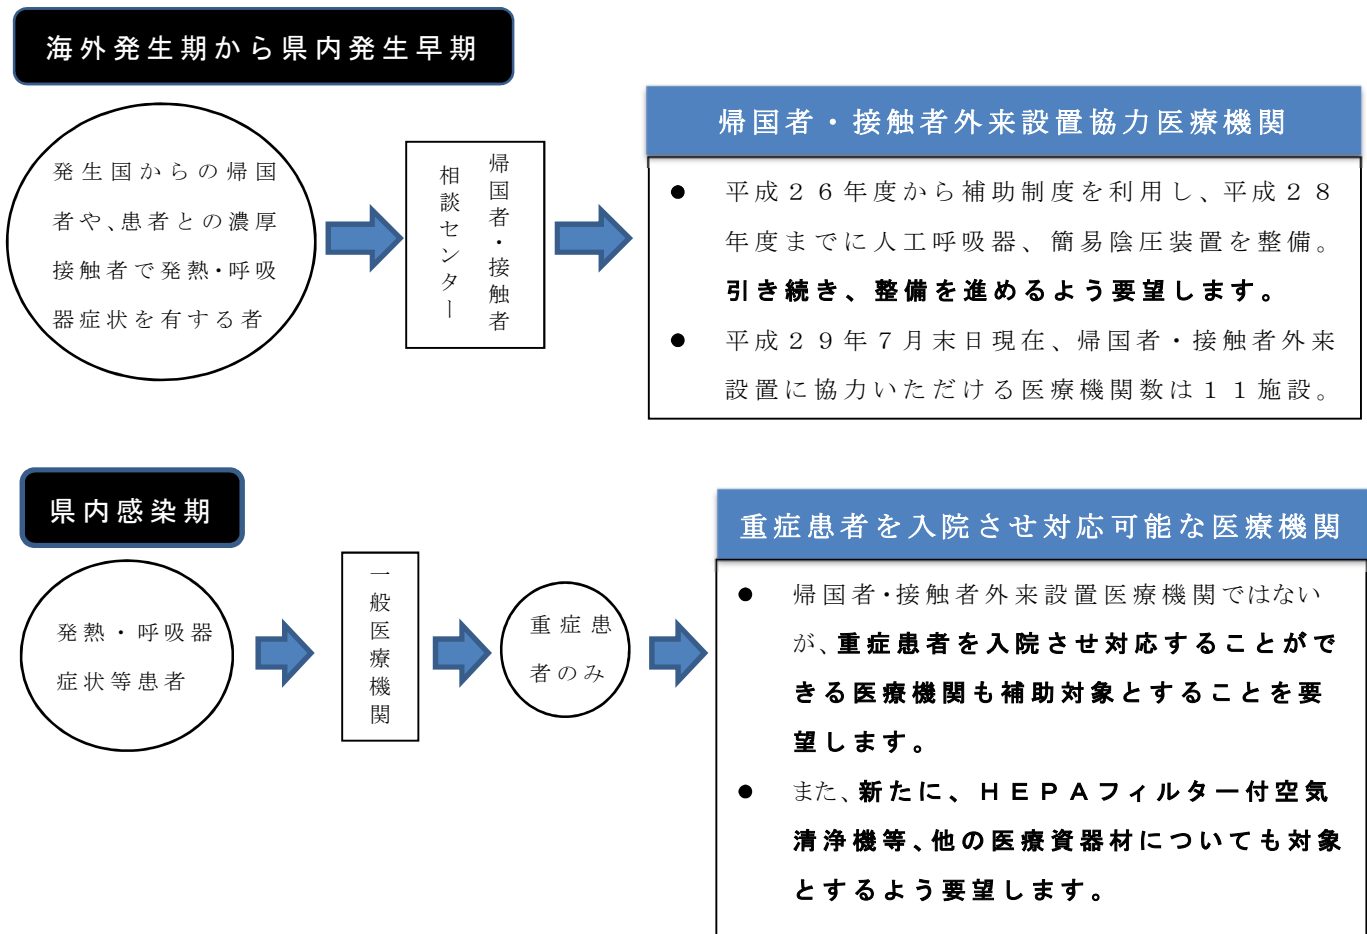 海外発生期から県内発生早期
発生国からの帰国
者や、患者との濃厚
接触者で発熱・呼吸
器症状を有する者
帰国者・接触者
相談センター
帰国者・接触者外来設置協力医療機関
● 平成２６年度から補助制度を利用し、平成２８
年度までに人工呼吸器、簡易陰圧装置を整備。
引き続き、整備を進めるよう要望します。
● 平成２９年７月末日現在、帰国者・接触者外来
設置に協力いただける医療機関数は１１施設。
県内感染期
発熱・呼吸器
症状等患者
一般医療機関
重症患
者のみ
重症患者を入院させ対応可能な医療機関
● 帰国者・接触者外来設置医療機関ではない
が、重症患者を入院させ対応することがで
きる医療機関も補助対象とすることを要
望します。
● また、新たに、ＨＥＰＡフィルター付空気
清浄機等、他の医療資器材についても対象
とするよう要望します。